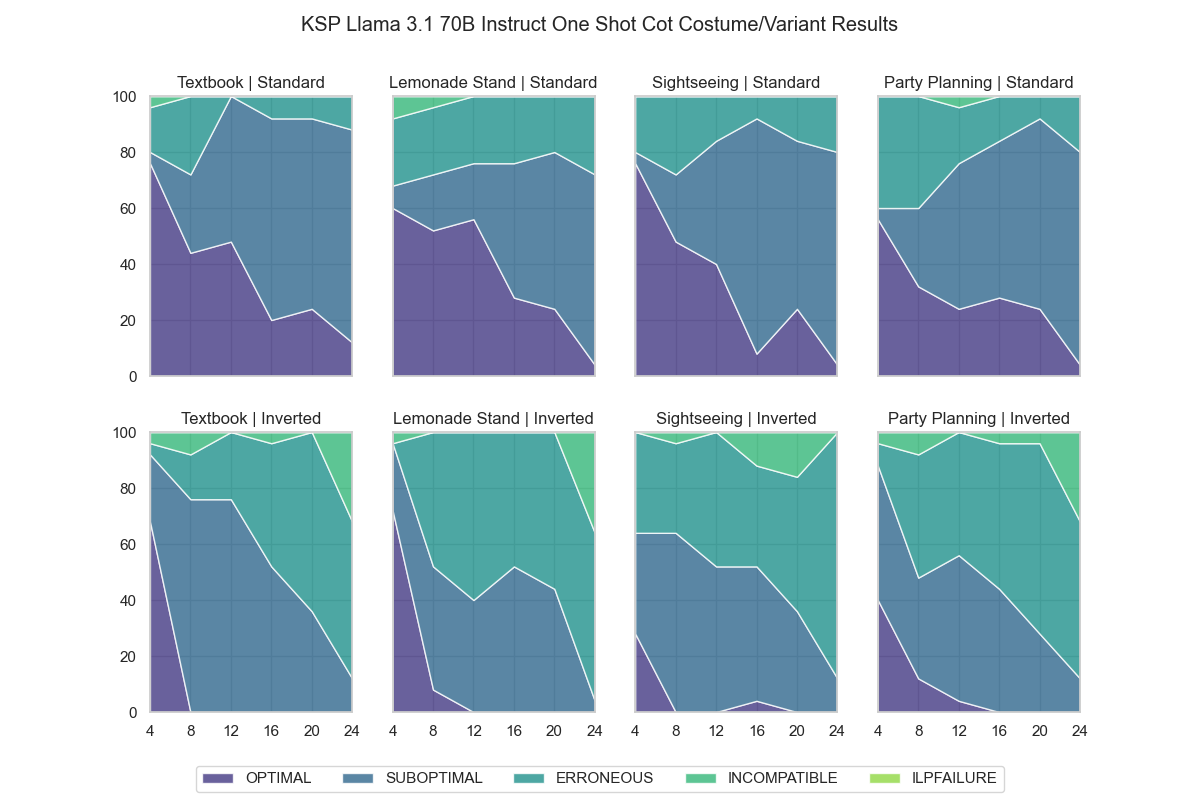 KSP Llama 3.1 70B Instruct One Shot Cot Costume/Variant Results
Textbook | Standard
Lemonade Stand | Standard
Sightseeing | Standard
Party Planning | Standard
100
80
60
40
20
0
Textbook | Inverted
Lemonade Stand | Inverted
Sightseeing | Inverted
Party Planning | Inverted
100
80
60
40
20
0
4 8 12 16 20 24
4 8 12 16 20 24
4 8 12 16 20 24
4 8 12 16 20 24
OPTIMAL SUBOPTIMAL ERRONEOUS INCOMPATIBLE ILPFAILURE